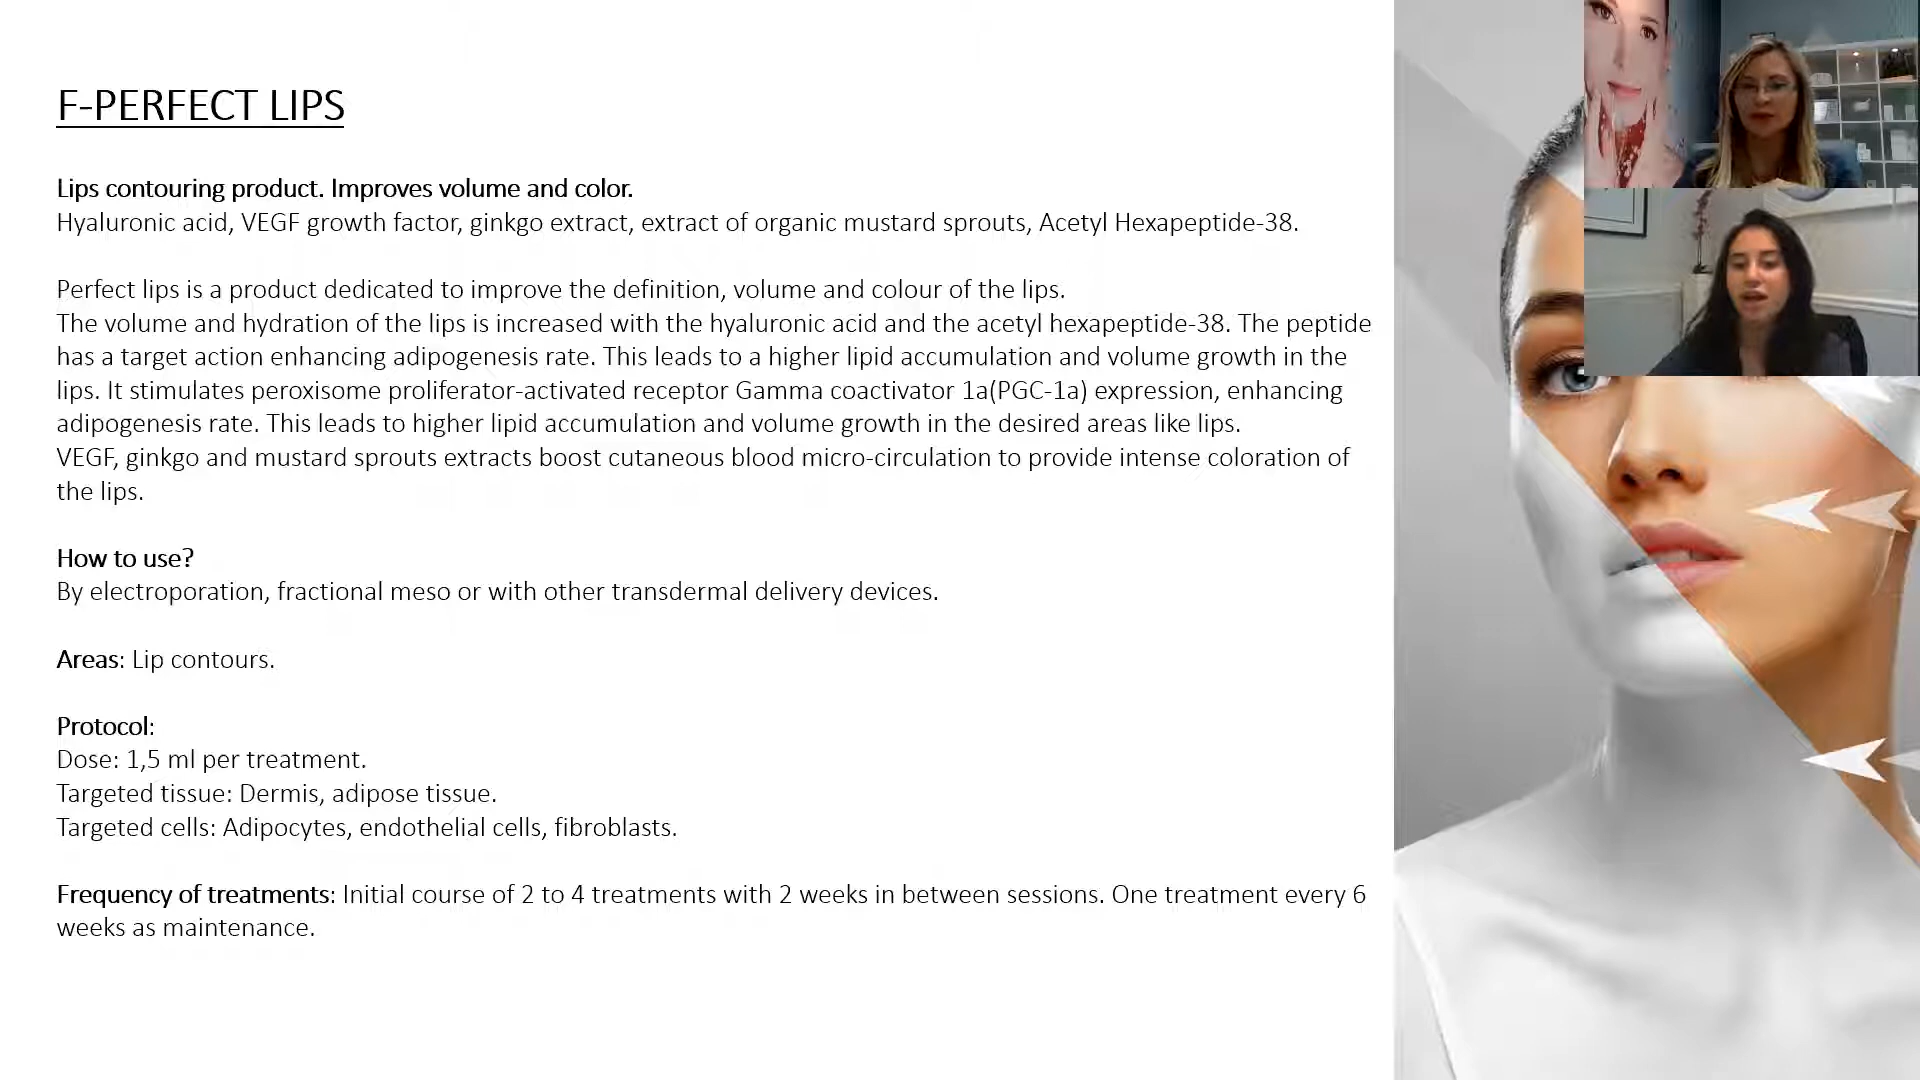 F-PERFECT LIPS
Lips contouring product. Improves volume and color.
Hyaluronic acid, VEGF growth factor, ginkgo extract, extract of organic mustard sprouts, Acetyl Hexapeptide-38.
Perfect lips is a product dedicated to improve the definition, volume and colour of the lips.
The volume and hydration of the lips is increased with the hyaluronic acid and the acetyl hexapeptide-38. The peptide
has a target action enhancing adipogenesis rate. This leads to a higher lipid accumulation and volume growth in the
lips. It stimulates peroxisome proliferator-activated receptor Gamma coactivator 1a(PGC-1a) expression, enhancing
adipogenesis rate. This leads to higher lipid accumulation and volume growth in the desired areas like lips.
VEGF, ginkgo and mustard sprouts extracts boost cutaneous blood micro-circulation to provide intense coloration of
the lips.
How to use?
By electroporation, fractional meso or with other transdermal delivery devices.
Areas: Lip contours.
Protocol:
Dose: 1,5 ml per treatment.
Targeted tissue: Dermis, adipose tissue.
Targeted cells: Adipocytes, endothelial cells, fibroblasts.
Frequency of treatments: Initial course of 2 to 4 treatments with 2 weeks in between sessions. One treatment every 6
weeks as maintenance.